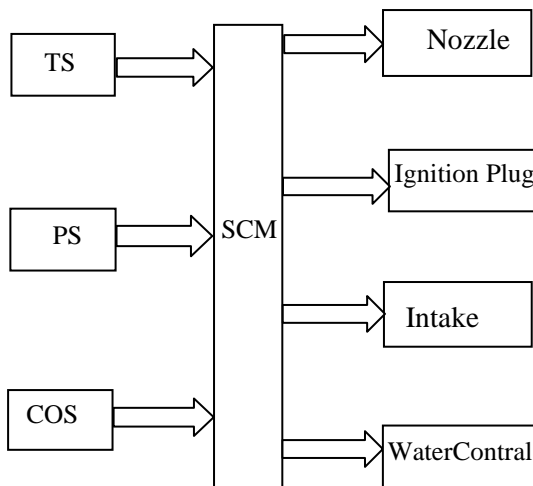 TS
PS
COS
SCM
Nozzle
Ignition Plug
Intake
WaterContral